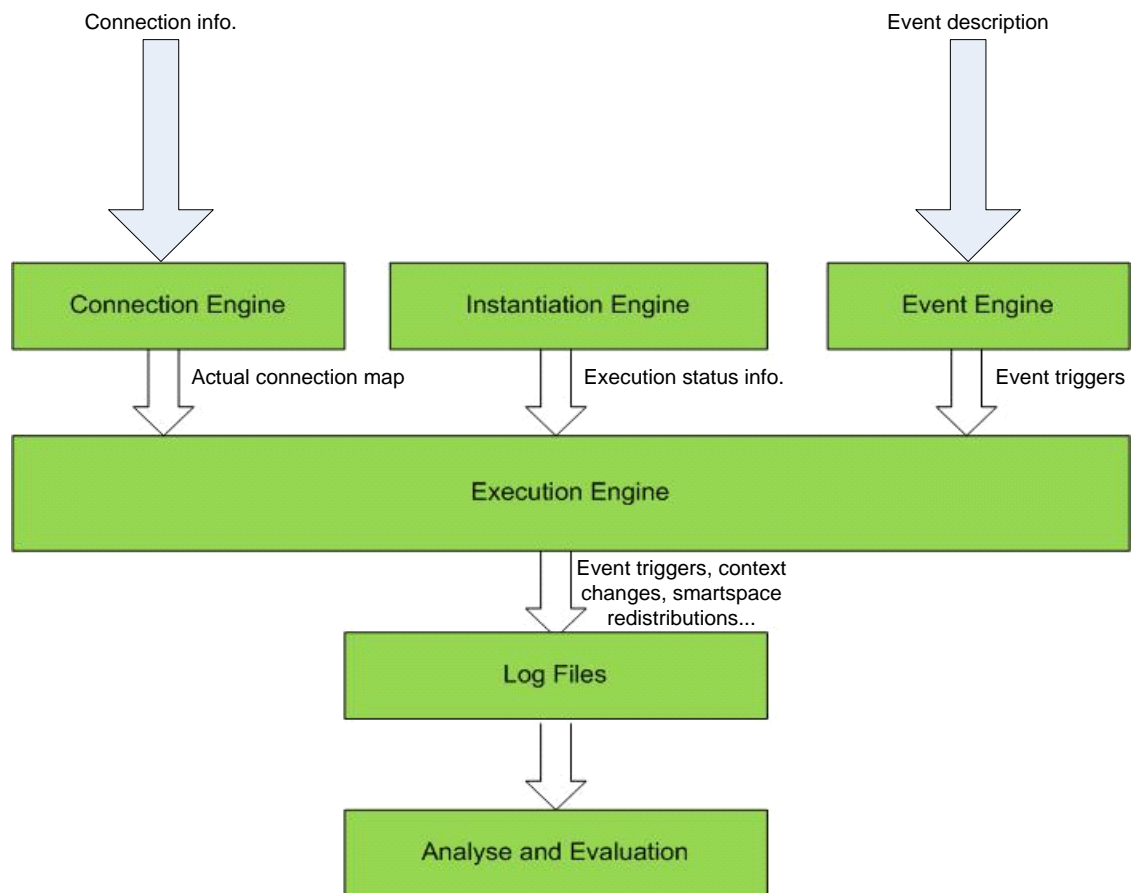 Connection info.
Event description
Connection Engine
Instantiation Engine
Event Engine
Actual connection map
Execution status info.
Event triggers
Execution Engine
Event triggers, context
changes, smartspace
redistributions...
Log Files
Analyse and Evaluation